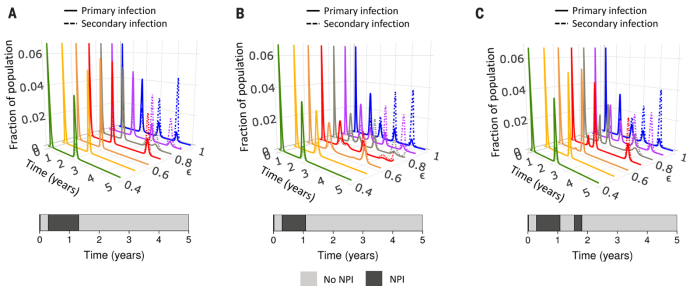 A
Primary infection
Secondary infection
Fraction of population
0.06
0.04
0.02
0
0
1
2
3
4
5
Time (years)
0.4
0.6
0.8
1
ϵ
0 1 2 3 4 5
Time (years)
B
Primary infection
Secondary infection
Fraction of population
0.06
0.04
0.02
0
0
1
2
3
4
5
Time (years)
0.4
0.6
0.8
1
ϵ
0 1 2 3 4 5
Time (years)
C
Primary infection
Secondary infection
Fraction of population
0.06
0.04
0.02
0
0
1
2
3
4
5
Time (years)
0.4
0.6
0.8
1
ϵ
0 1 2 3 4 5
Time (years)
No NPI NPI